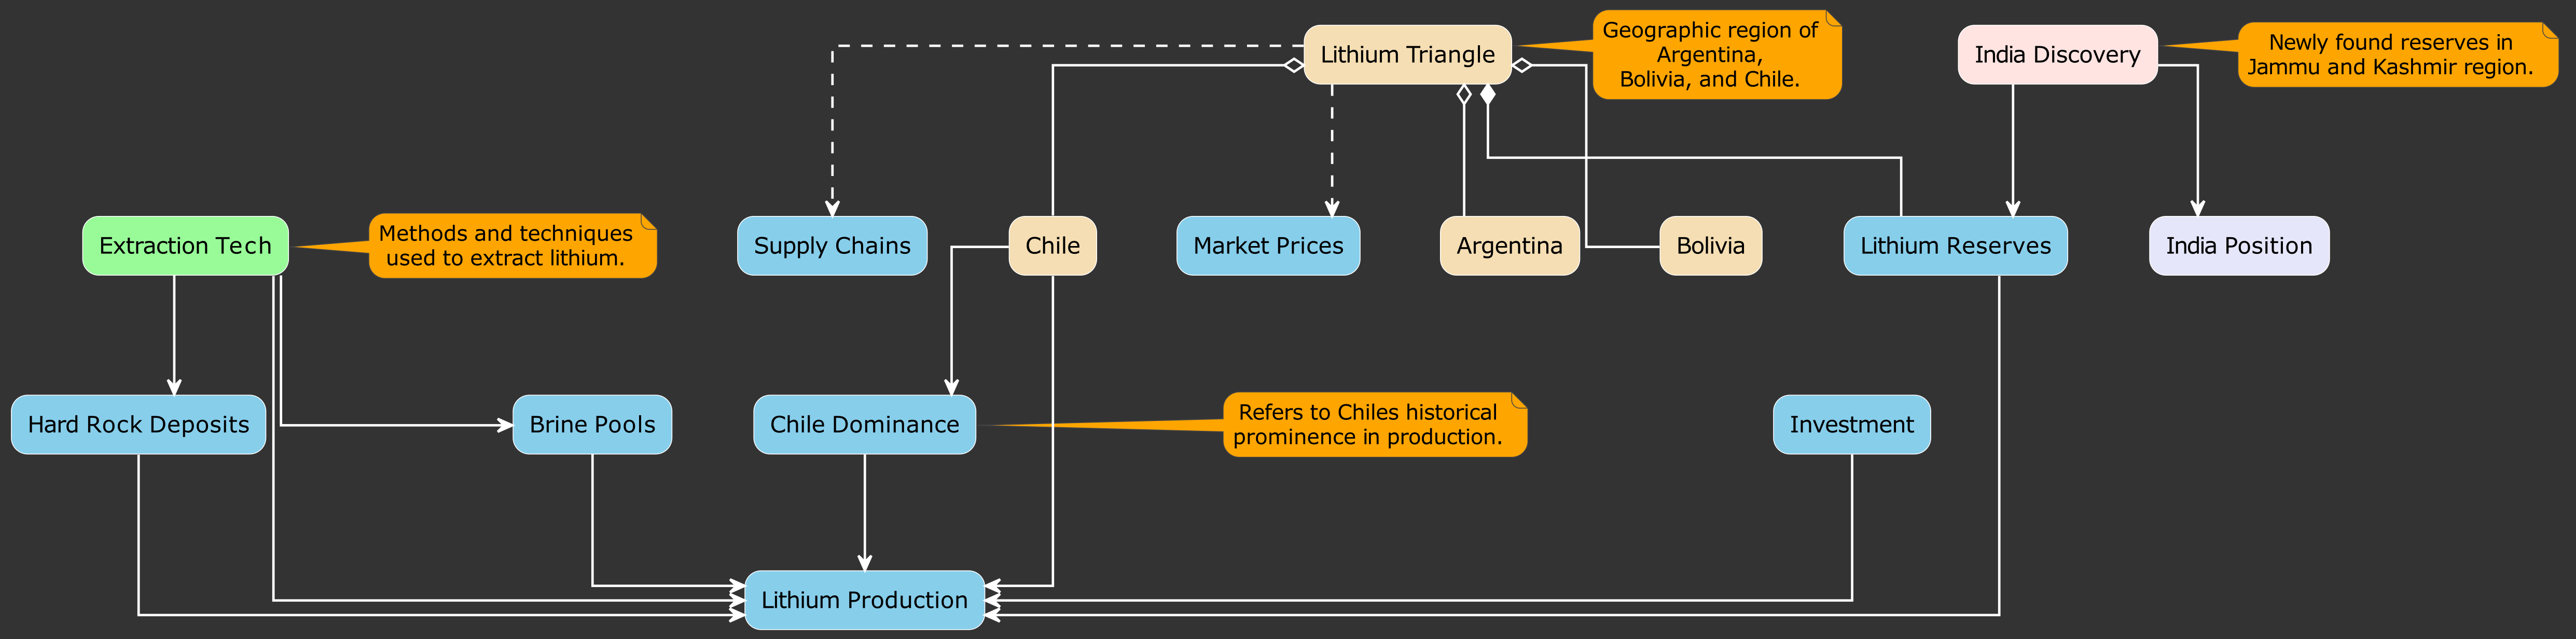 Lithium Triangle
Geographic region of
Argentina,
Bolivia, and Chile.
India Discovery
Newly found reserves in
Jammu and Kashmir region.
Extraction Tech
Methods and techniques
used to extract lithium.
Supply Chains
Chile
Market Prices
Argentina
Bolivia
Lithium Reserves
India Position
Hard Rock Deposits
Brine Pools
Chile Dominance
Refers to Chiles historical
prominence in production.
Investment
Lithium Production